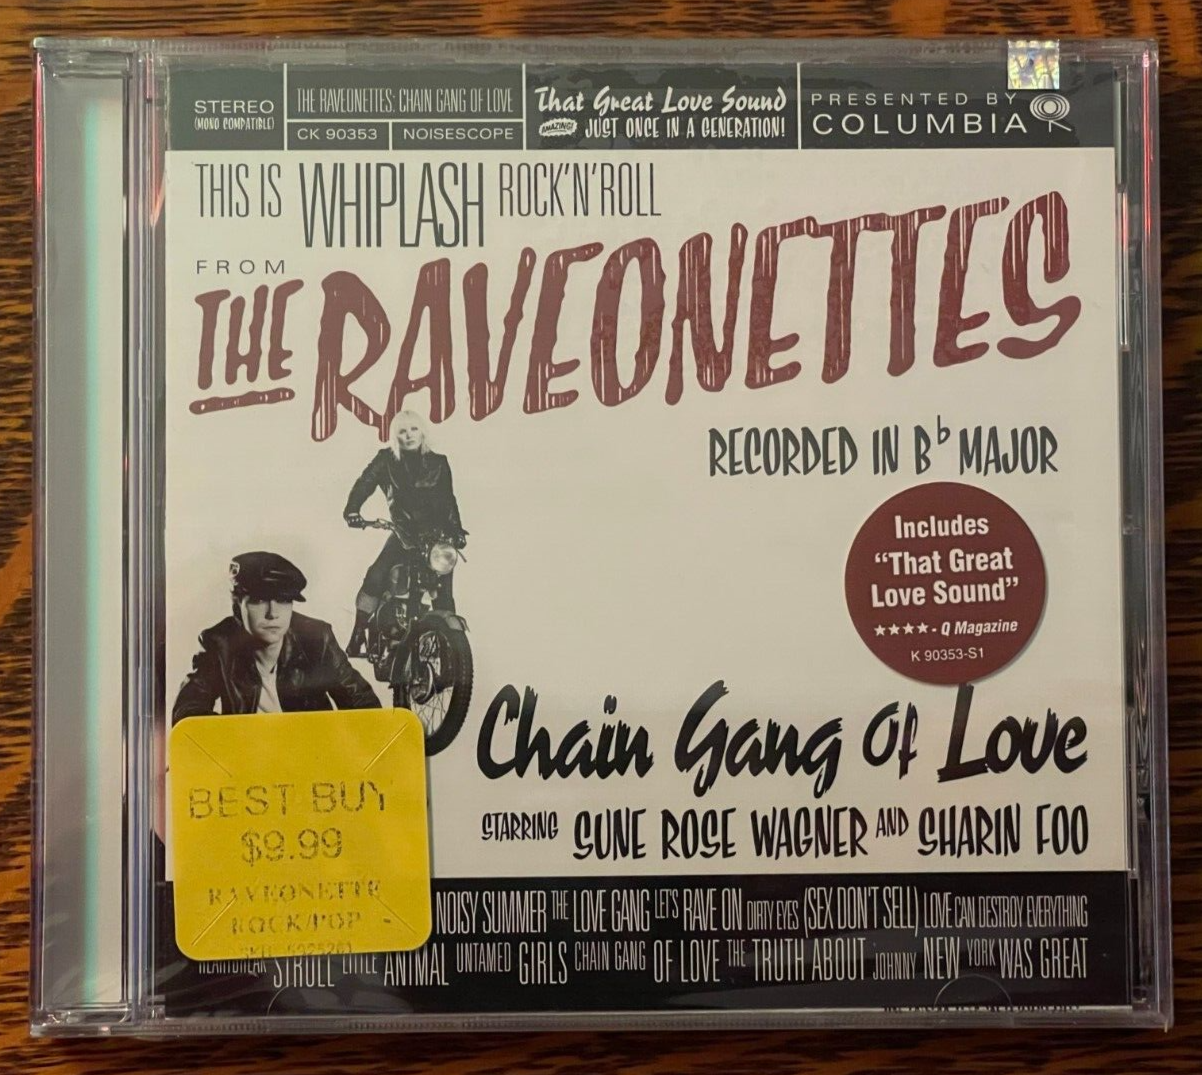 STEREO
(MONO COMPATIBLE)
THE RAVEONETTES: CHAIN GANG OF LOVE
CK 90353
NOISESCOPE
That Great Love Sound
AMAZING! JUST ONCE IN A GENERATION!
PRESENTED BY
COLUMBIA
THIS IS WHIPLASH ROCK'N'ROLL
FROM
THE RAVEONETTES
RECORDED IN B♭ MAJOR
Includes
“That Great
Love Sound”
★★★★ - Q Magazine
K 90353-S1
Chain Gang Of Love
STARRING SUNE ROSE WAGNER AND SHARIN FOO
BEST BUY
$9.99
RAVEONETTE
ROCK/POP
NOISY SUMMER THE LOVE GANG LET'S RAVE ON DIRTY EYES (SEX DON'T SELL) LOVE CAN DESTROY EVERYTHING
HEARTBREAK STROLL LITTLE ANIMAL UNTAMED GIRLS CHAIN GANG OF LOVE THE TRUTH ABOUT JOHNNY NEW YORK WAS GREAT